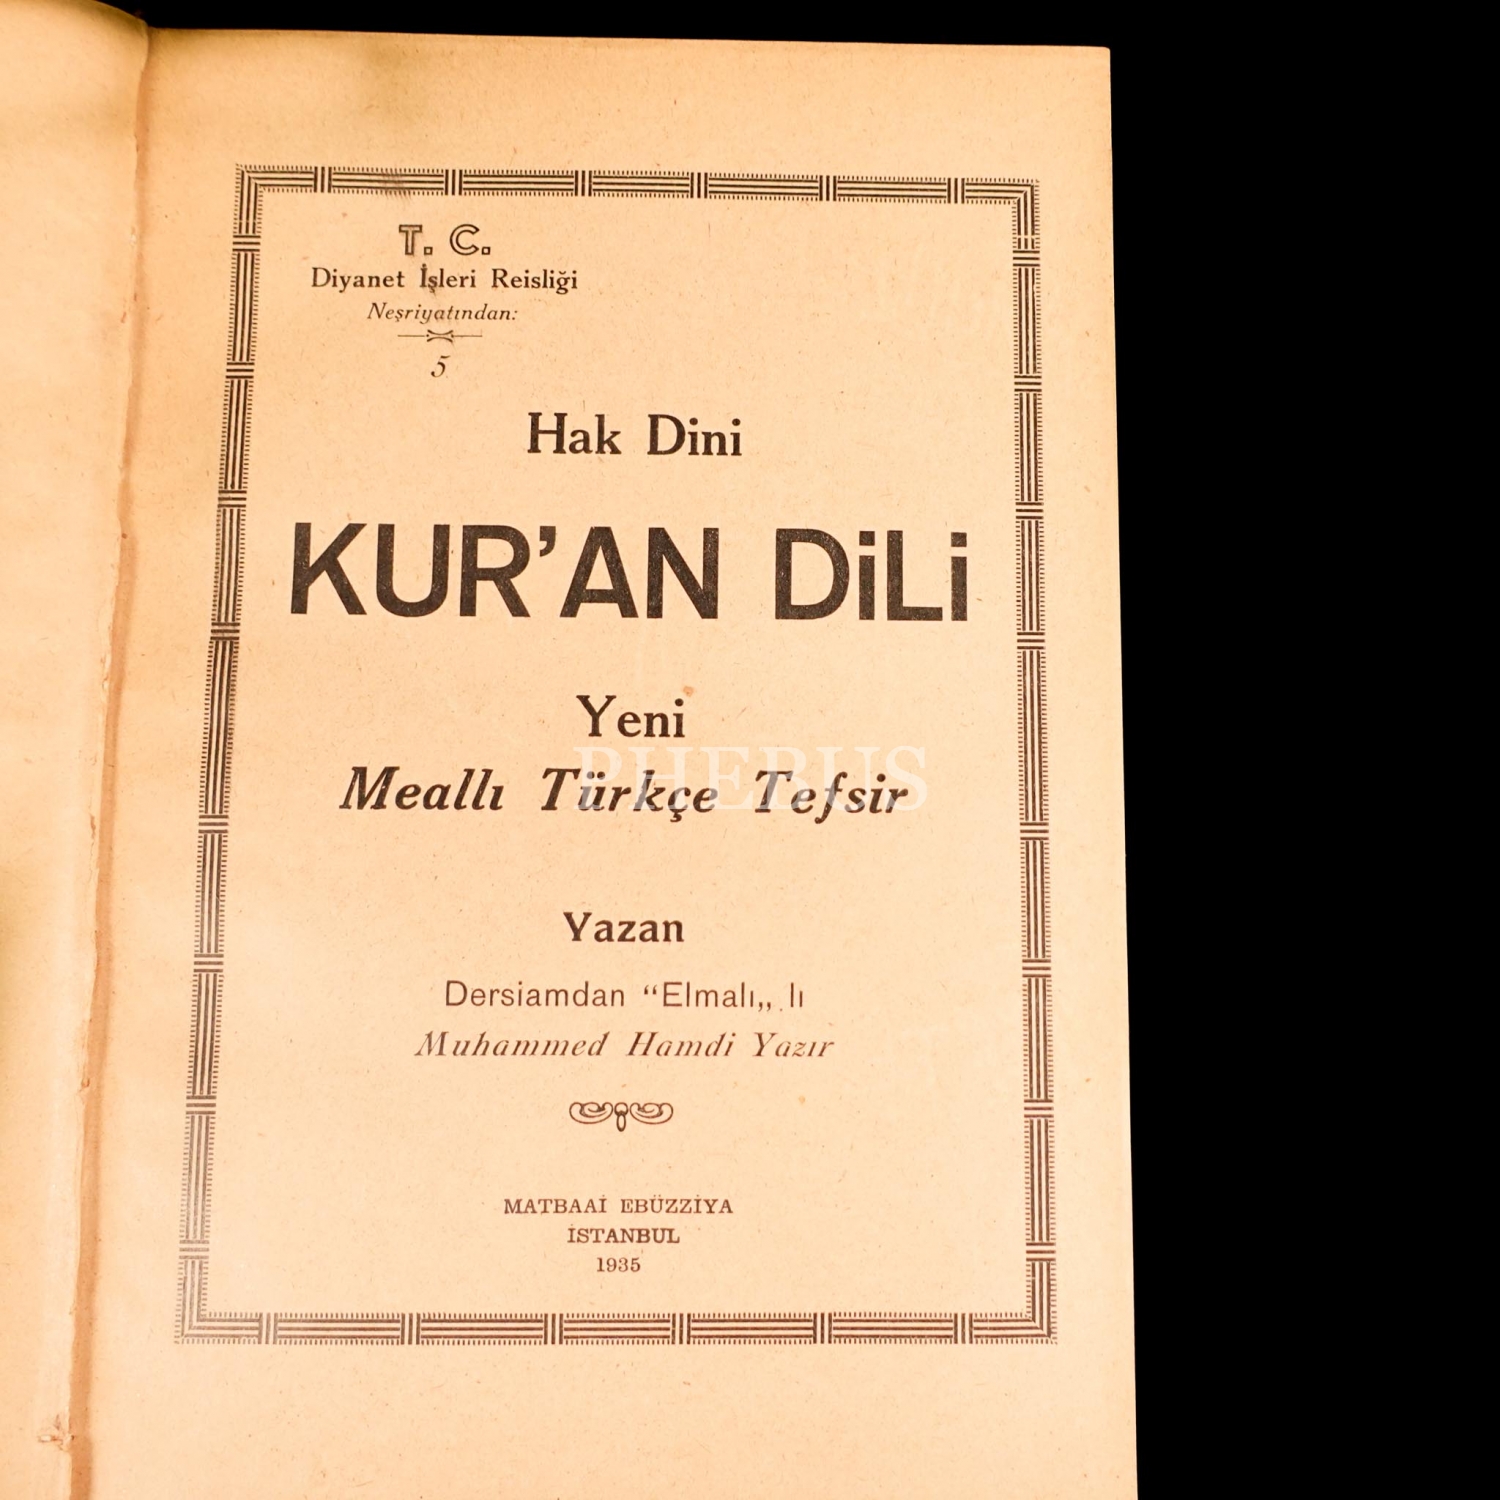 T. C.
Diyanet İşleri Reisliği
Neşriyatından:
5
Hak Dini
KUR’AN DiLi
Yeni
Meallı Türkçe Tefsir
PHEBUS
Yazan
Dersiamdan “Elmalı„ lı
Muhammed Hamdi Yazır
MATBAAİ EBÜZZİYA
İSTANBUL
1935